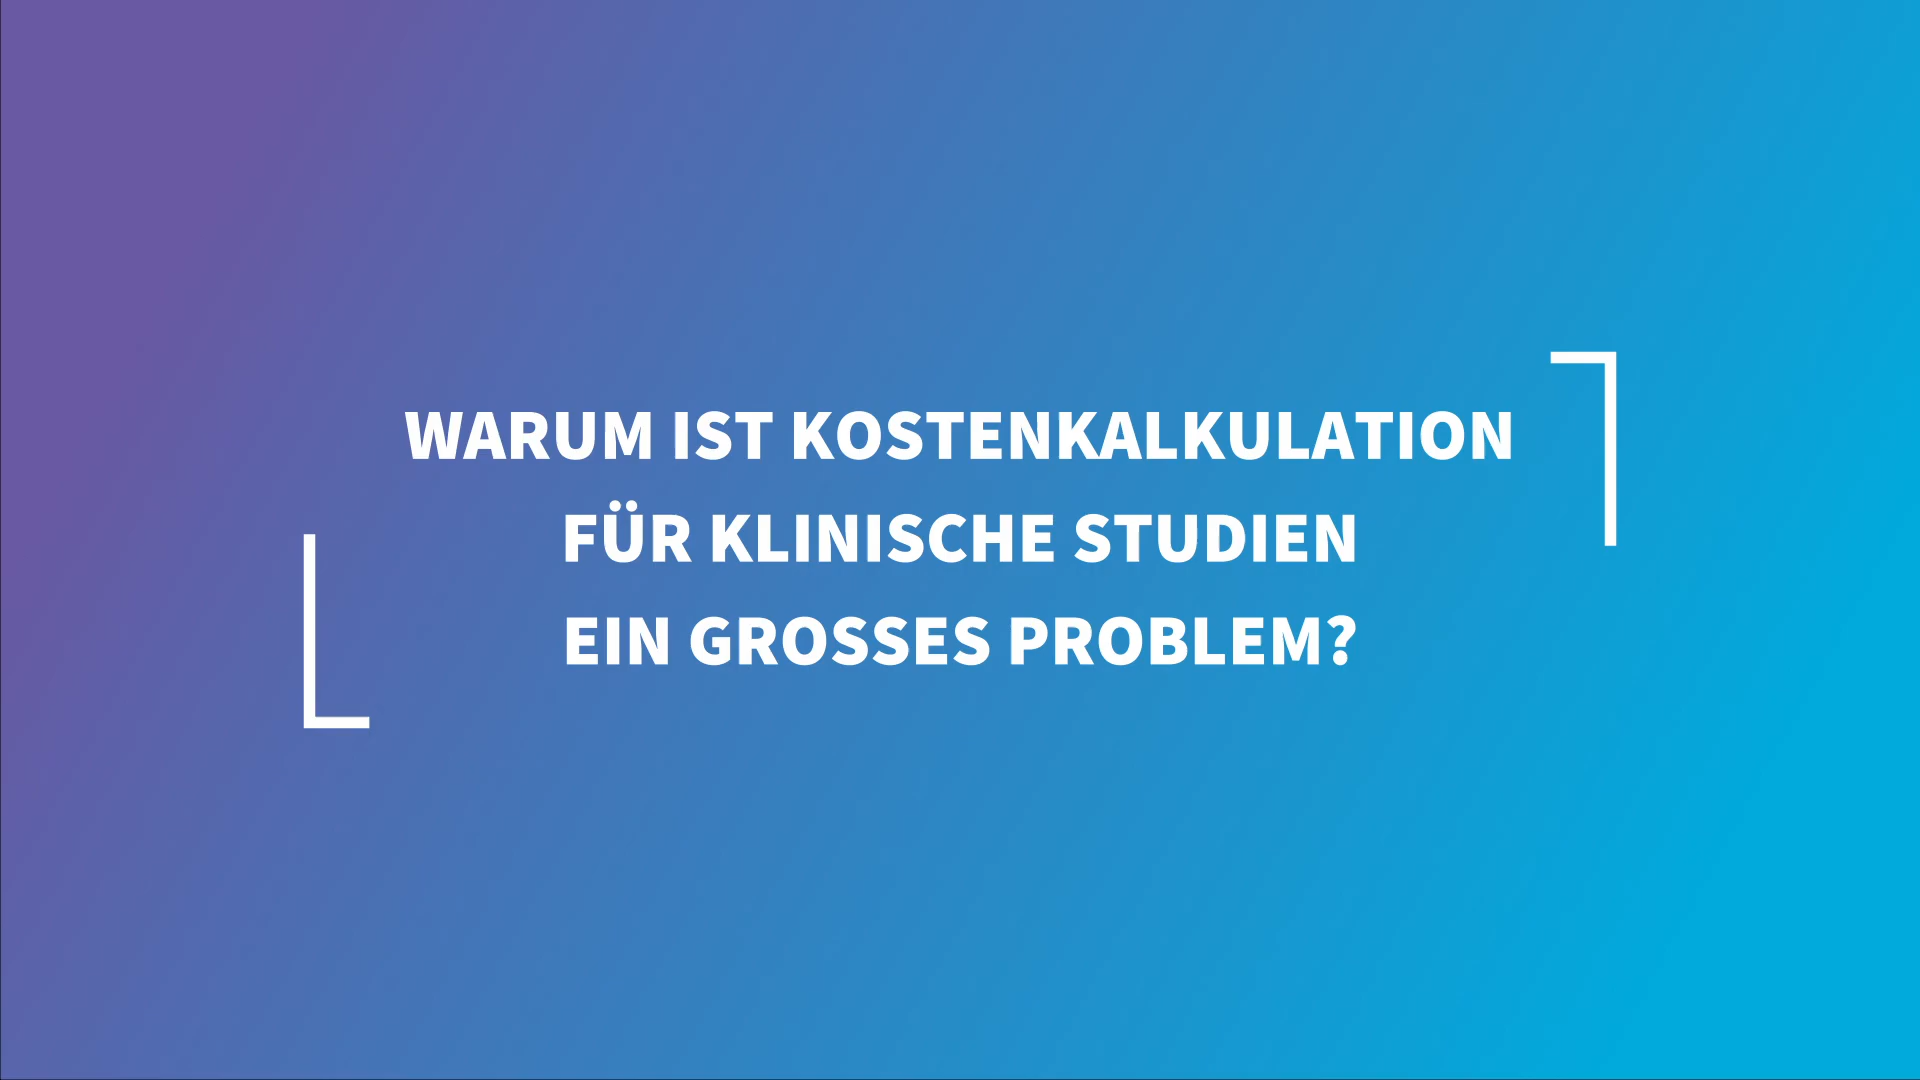 WARUM IST KOSTENKALKULATION
FÜR KLINISCHE STUDIEN
EIN GROSSES PROBLEM?